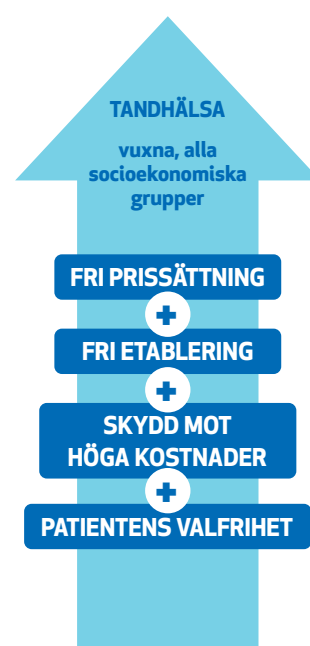 TANDHÄLSA
vuxna, alla
socioekonomiska
grupper
FRI PRISSÄTTNING
+
FRI ETABLERING
+
SKYDD MOT
HÖGA KOSTNADER
+
PATIENTENS VALFRIHET